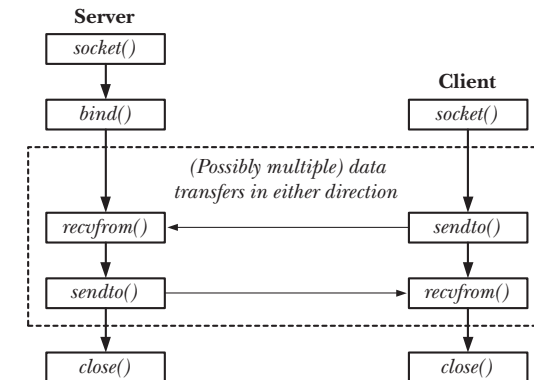 Server
socket()
bind()
Client
socket()
(Possibly multiple) data
transfers in either direction
recvfrom()
sendto()
sendto()
recvfrom()
close()
close()